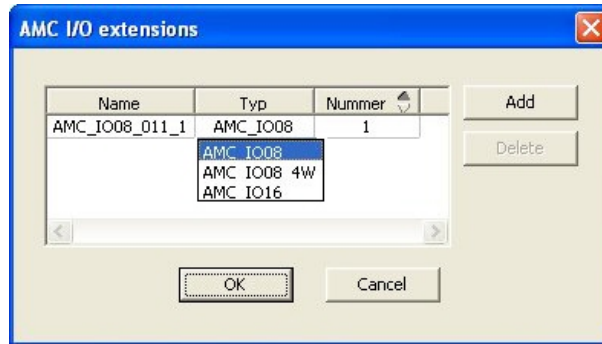 AMC I/O extensions
Name Typ Nummer
AMC_IO08_011_1 AMC_IO08 1
AMC_IO08
AMC_IO08_4W
AMC_IO16
Add
Delete
OK Cancel